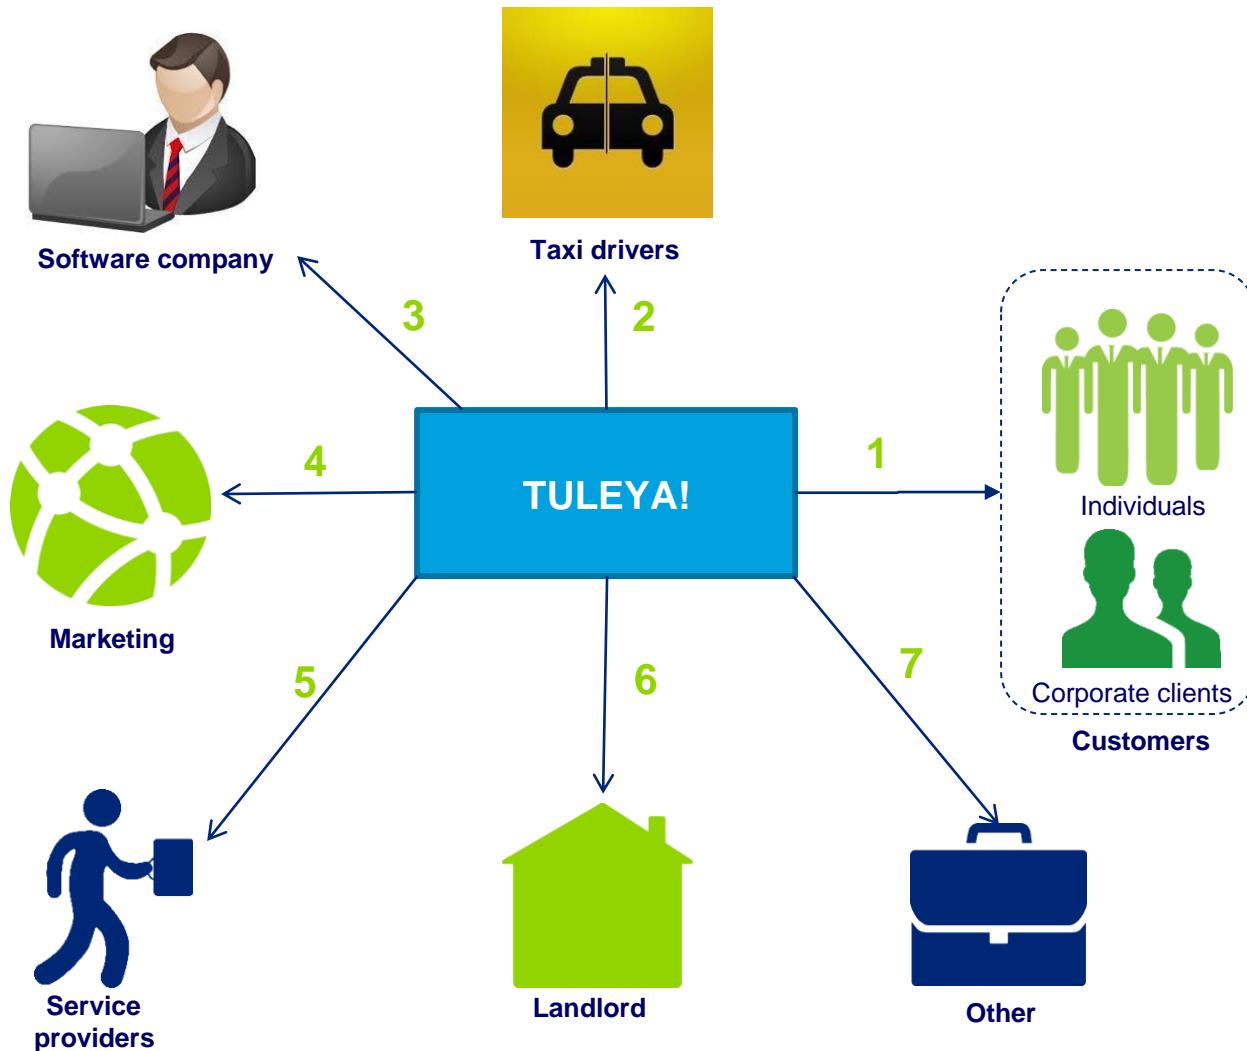 Software company
Taxi drivers
3
2
1
4
TULEYA!
Individuals
Marketing
5
6
7
Corporate clients
Customers
Service
providers
Landlord
Other